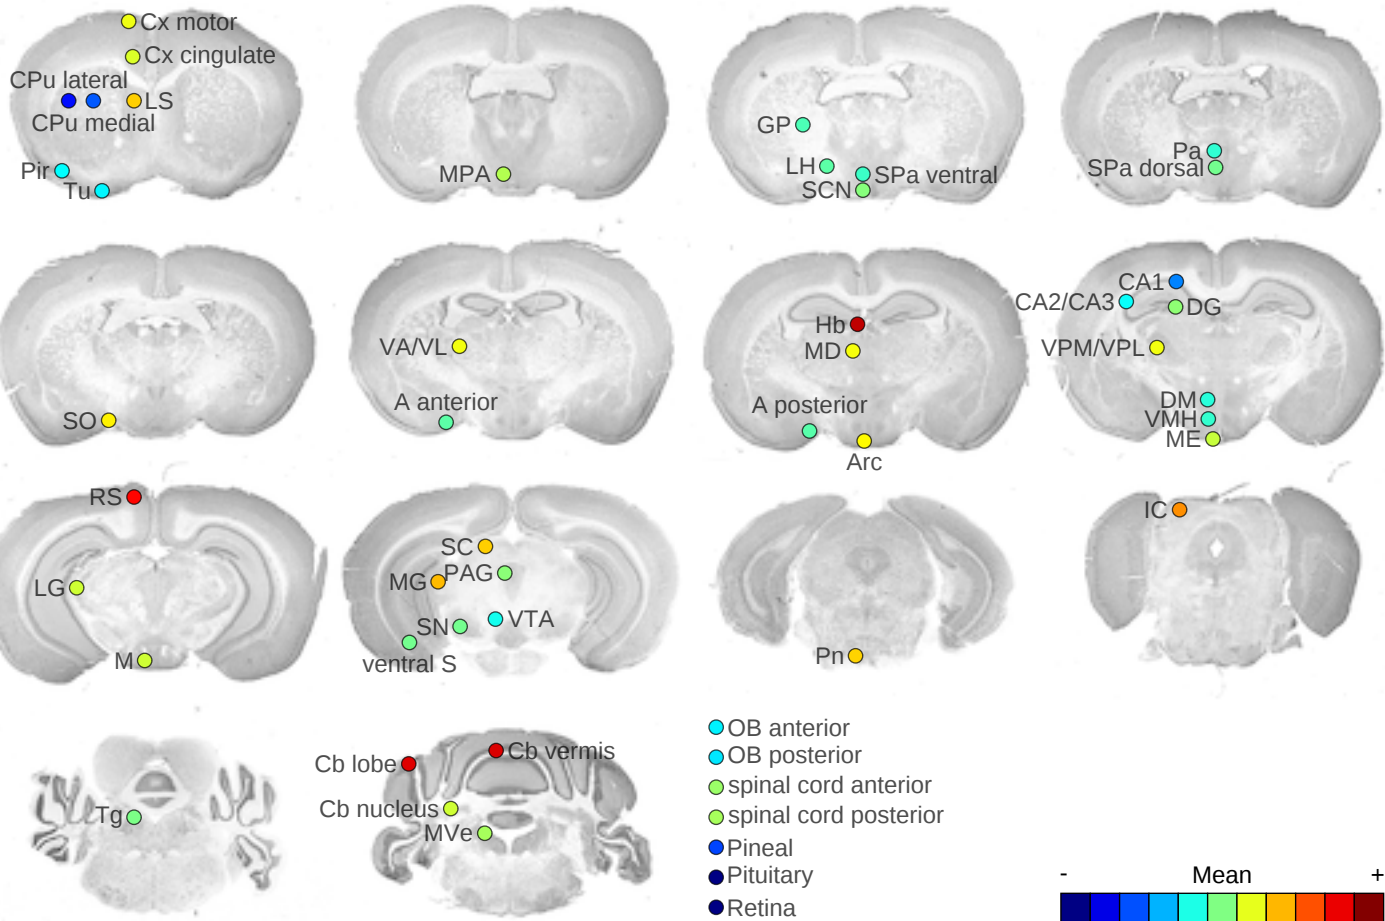 Cx motor
Cx cingulate
CPu lateral
LS
CPu medial
Pir
Tu
MPA
GP
LH
SPa ventral
SCN
Pa
SPa dorsal
SO
VA/VL
A anterior
Hb
MD
A posterior
Arc
CA1
CA2/CA3
DG
VPM/VPL
DM
VMH
ME
RS
LG
M
SC
PAG
MG
SN
VTA
ventral S
Pn
IC
Tg
Cb lobe
Cb vermis
Cb nucleus
MVe
OB anterior
OB posterior
spinal cord anterior
spinal cord posterior
Pineal
Pituitary
Retina
- Mean +